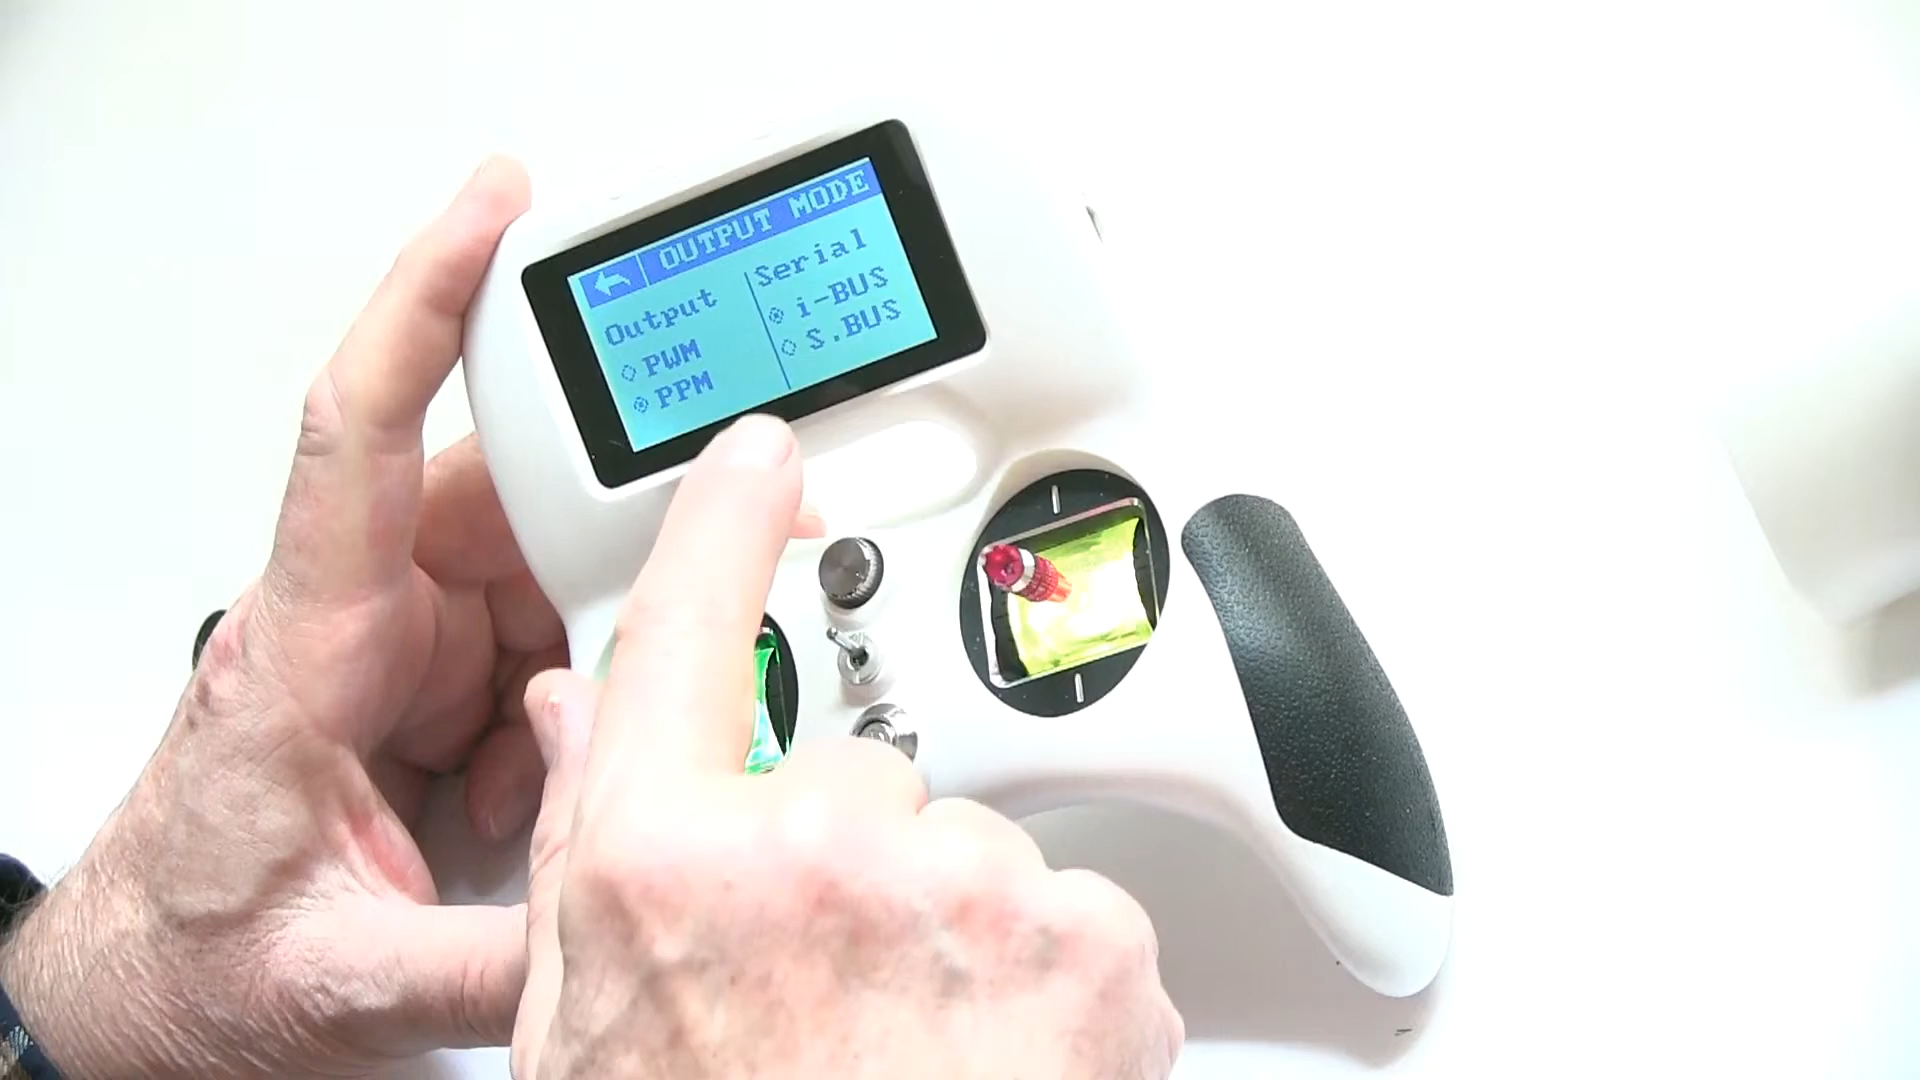 OUTPUT MODE
Output
PWM
PPM
Serial
i-BUS
S.BUS